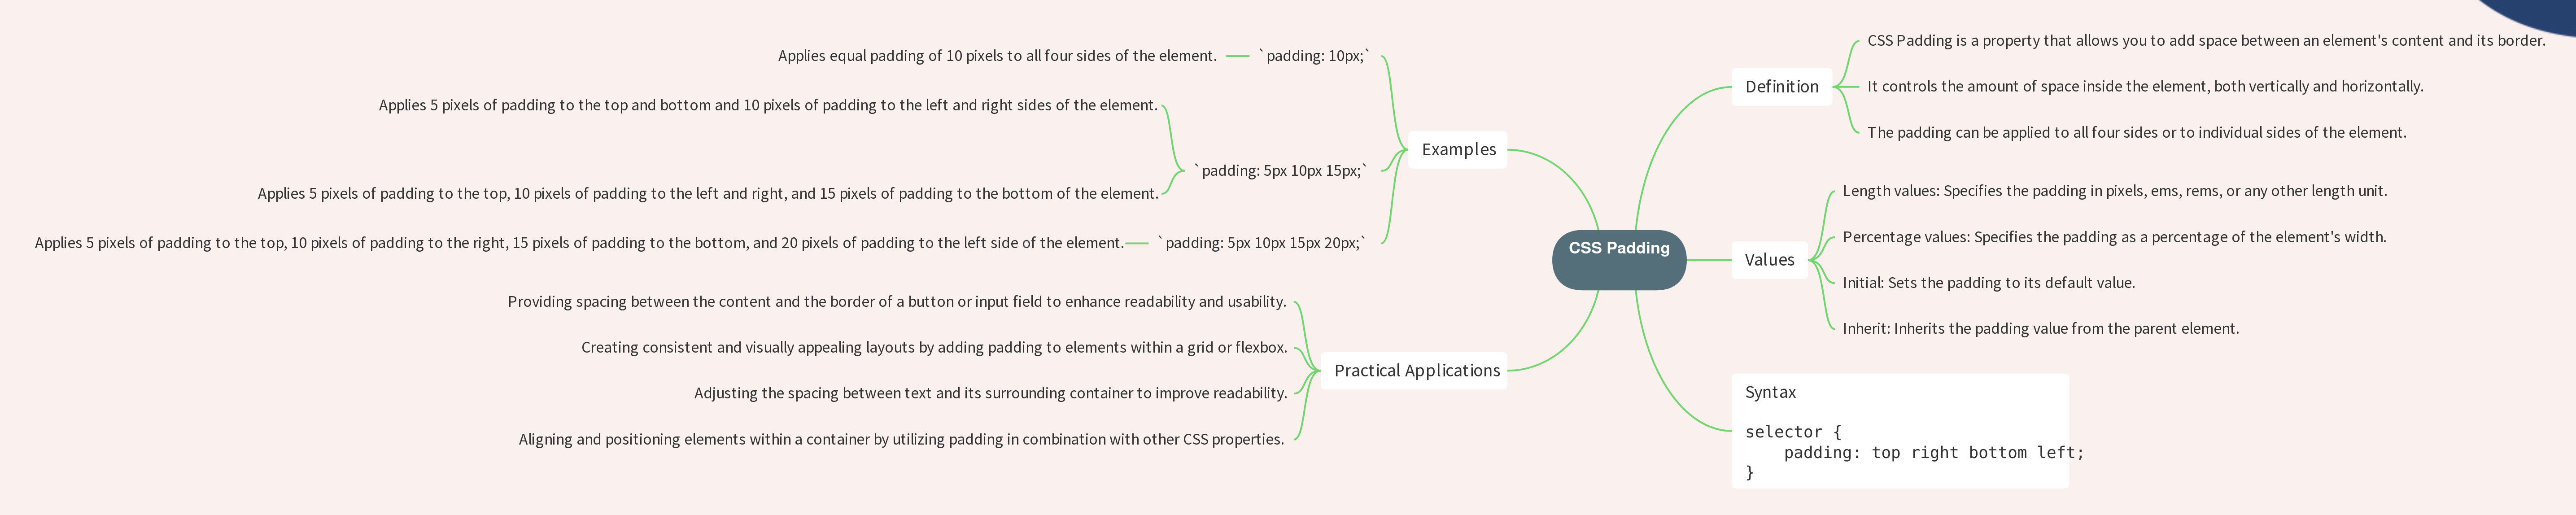 CSS Padding
Definition
CSS Padding is a property that allows you to add space between an element's content and its border.
It controls the amount of space inside the element, both vertically and horizontally.
The padding can be applied to all four sides or to individual sides of the element.
Values
Length values: Specifies the padding in pixels, ems, rems, or any other length unit.
Percentage values: Specifies the padding as a percentage of the element's width.
Initial: Sets the padding to its default value.
Inherit: Inherits the padding value from the parent element.
Syntax
selector {
    padding: top right bottom left;
}
Examples
`padding: 10px;`
Applies equal padding of 10 pixels to all four sides of the element.
`padding: 5px 10px 15px;`
Applies 5 pixels of padding to the top and bottom and 10 pixels of padding to the left and right sides of the element.
Applies 5 pixels of padding to the top, 10 pixels of padding to the left and right, and 15 pixels of padding to the bottom of the element.
`padding: 5px 10px 15px 20px;`
Applies 5 pixels of padding to the top, 10 pixels of padding to the right, 15 pixels of padding to the bottom, and 20 pixels of padding to the left side of the element.
Practical Applications
Providing spacing between the content and the border of a button or input field to enhance readability and usability.
Creating consistent and visually appealing layouts by adding padding to elements within a grid or flexbox.
Adjusting the spacing between text and its surrounding container to improve readability.
Aligning and positioning elements within a container by utilizing padding in combination with other CSS properties.